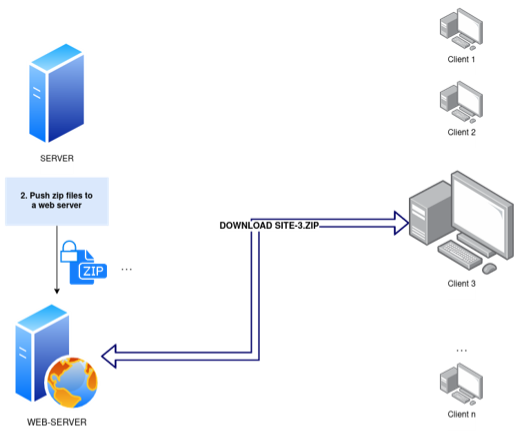 Client 1
Client 2
SERVER
2. Push zip files to
a web server
DOWNLOAD SITE-3.ZIP
ZIP
...
Client 3
...
Client n
WEB-SERVER